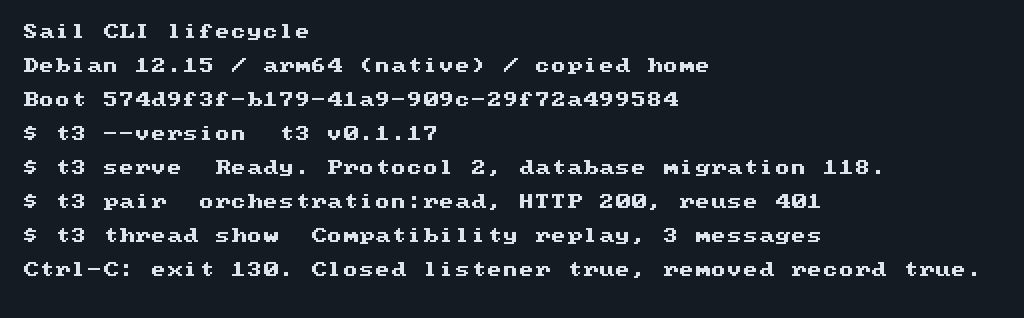 Sail CLI lifecycle
Debian 12.15 / arm64 (native) / copied home
Boot 574d9f3f-b179-41a9-909c-29f72a499584
$ t3 --version  t3 v0.1.17
$ t3 serve  Ready. Protocol 2, database migration 118.
$ t3 pair  orchestration:read, HTTP 200, reuse 401
$ t3 thread show  Compatibility replay, 3 messages
Ctrl-C: exit 130. Closed listener true, removed record true.